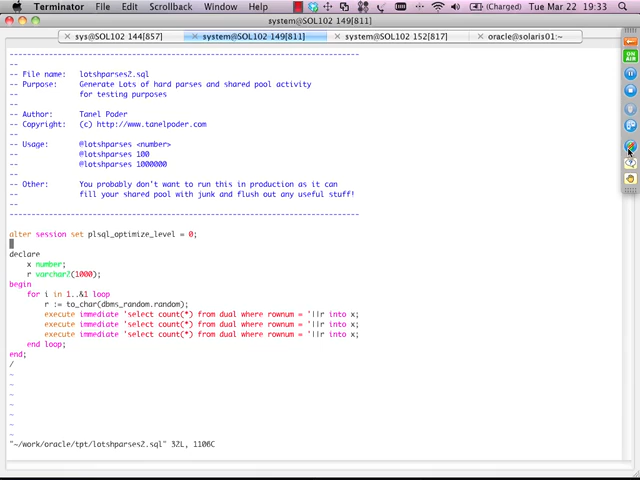 Terminator File Edit Scrollback Window Help (Charged) Tue Mar 22 19:33
system@SOL102 149[811]
sys@SOL102 144[857] system@SOL102 149[811] system@SOL102 152[817] oracle@solaris01:~
ON AIR
--------------------------------------------------------------------------------
--
-- File name: lotshparses2.sql
-- Purpose: Generate Lots of hard parses and shared pool activity
-- for testing purposes
--
-- Author: Tanel Poder
-- Copyright: (c) http://www.tanelpoder.com
--
-- Usage: @lotshparses <number>
-- @lotshparses 100
-- @lotshparses 1000000
--
-- Other: You probably don't want to run this in production as it can
-- fill your shared pool with junk and flush out any useful stuff!
--
--------------------------------------------------------------------------------
alter session set plsql_optimize_level = 0;
declare
x number;
r varchar2(1000);
begin
for i in 1..&1 loop
r := to_char(dbms_random.random);
execute immediate 'select count(*) from dual where rownum = '||r into x;
execute immediate 'select count(*) from dual where rownum = '||r into x;
execute immediate 'select count(*) from dual where rownum = '||r into x;
end loop;
end;
/
~
~
~
~
~
~
~
"~/work/oracle/tpt/lotshparses2.sql" 32L, 1106C